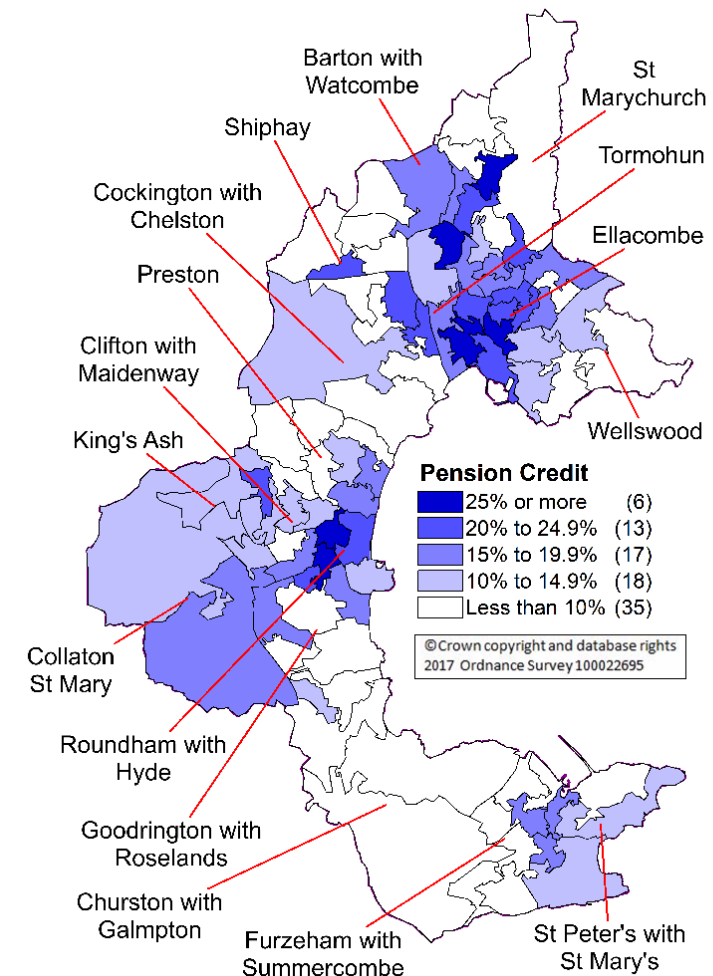 Barton with
Watcombe
St
Marychurch
Shiphay
Tormohun
Cockington with
Chelston
Ellacombe
Preston
Clifton with
Maidenway
King's Ash
Wellswood
Pension Credit
25% or more (6)
20% to 24.9% (13)
15% to 19.9% (17)
10% to 14.9% (18)
Less than 10% (35)
©Crown copyright and database rights
2017 Ordnance Survey 100022695
Collaton
St Mary
Roundham with
Hyde
Goodrington with
Roselands
Churston with
Galmpton
Furzeham with
Summercombe
St Peter's with
St Mary's